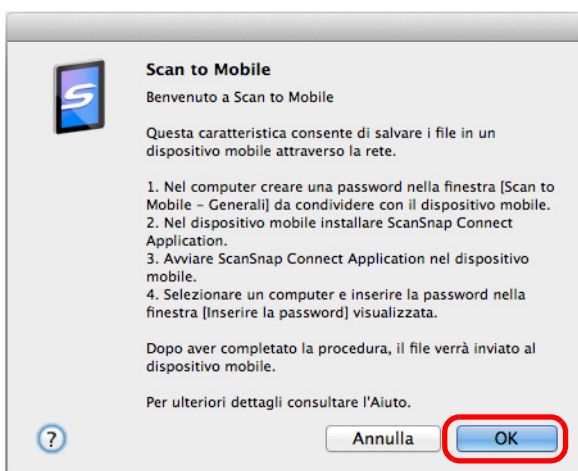 Scan to Mobile
Benvenuto a Scan to Mobile
Questa caratteristica consente di salvare i file in un
dispositivo mobile attraverso la rete.
1. Nel computer creare una password nella finestra [Scan to
Mobile – Generali] da condividere con il dispositivo mobile.
2. Nel dispositivo mobile installare ScanSnap Connect
Application.
3. Avviare ScanSnap Connect Application nel dispositivo
mobile.
4. Selezionare un computer e inserire la password nella
finestra [Inserire la password] visualizzata.
Dopo aver completato la procedura, il file verrà inviato al
dispositivo mobile.
Per ulteriori dettagli consultare l'Aiuto.
? Annulla OK